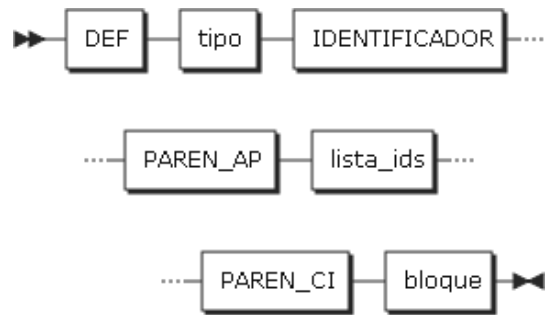 DEF tipo IDENTIFICADOR
PAREN_AP lista_ids
PAREN_CI bloque